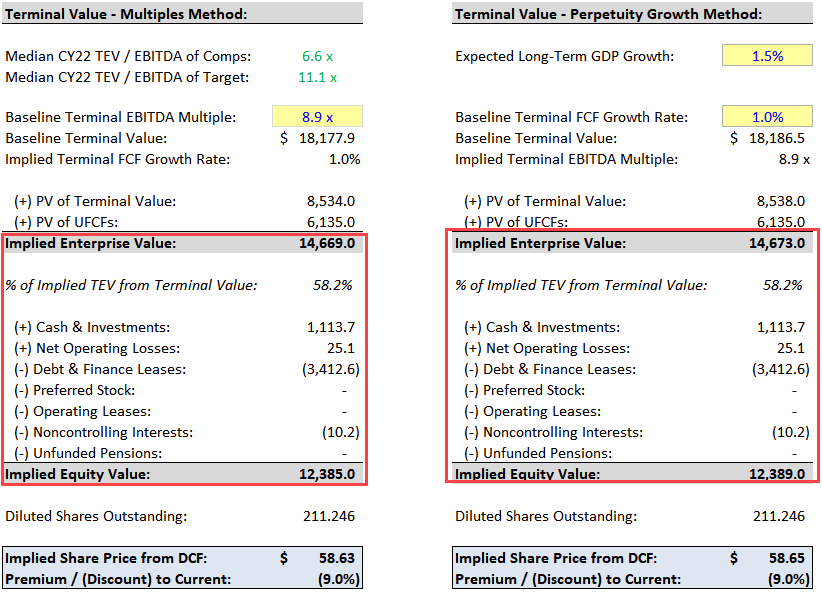 Terminal Value - Multiples Method:
Median CY22 TEV / EBITDA of Comps: 6.6 x
Median CY22 TEV / EBITDA of Target: 11.1 x
Baseline Terminal EBITDA Multiple: 8.9 x
Baseline Terminal Value: $ 18,177.9
Implied Terminal FCF Growth Rate: 1.0%
(+) PV of Terminal Value: 8,534.0
(+) PV of UFCFs: 6,135.0
Implied Enterprise Value: 14,669.0
% of Implied TEV from Terminal Value: 58.2%
(+) Cash & Investments: 1,113.7
(+) Net Operating Losses: 25.1
(-) Debt & Finance Leases: (3,412.6)
(-) Preferred Stock: -
(-) Operating Leases: -
(-) Noncontrolling Interests: (10.2)
(-) Unfunded Pensions: -
Implied Equity Value: 12,385.0
Diluted Shares Outstanding: 211.246
Implied Share Price from DCF: $ 58.63
Premium / (Discount) to Current: (9.0%)
Terminal Value - Perpetuity Growth Method:
Expected Long-Term GDP Growth: 1.5%
Baseline Terminal FCF Growth Rate: 1.0%
Baseline Terminal Value: $ 18,186.5
Implied Terminal EBITDA Multiple: 8.9 x
(+) PV of Terminal Value: 8,538.0
(+) PV of UFCFs: 6,135.0
Implied Enterprise Value: 14,673.0
% of Implied TEV from Terminal Value: 58.2%
(+) Cash & Investments: 1,113.7
(+) Net Operating Losses: 25.1
(-) Debt & Finance Leases: (3,412.6)
(-) Preferred Stock: -
(-) Operating Leases: -
(-) Noncontrolling Interests: (10.2)
(-) Unfunded Pensions: -
Implied Equity Value: 12,389.0
Diluted Shares Outstanding: 211.246
Implied Share Price from DCF: $ 58.65
Premium / (Discount) to Current: (9.0%)